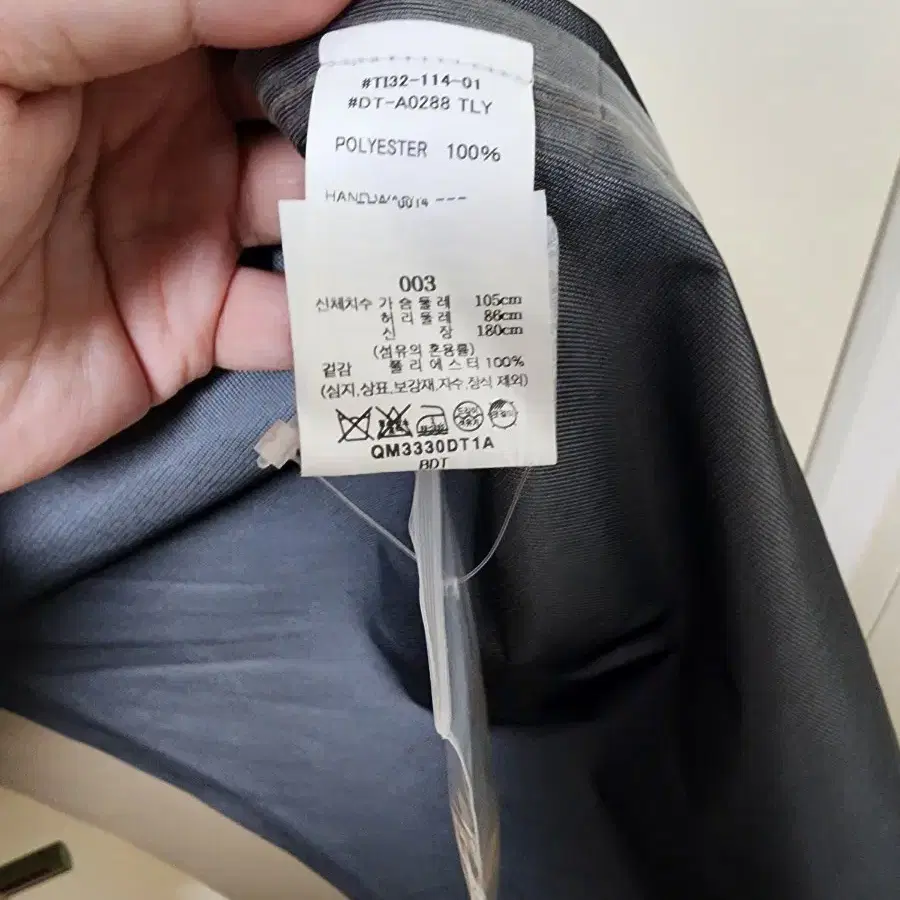 #TI32-114-01
#DT-A0288 TLY
POLYESTER 100%
003
신체치수 가슴둘레 105cm
허리둘레 86cm
신 장 180cm
(섬유의 혼용률)
겉감 폴리에스터 100%
(심지,상표,보강재,자수,장식 제외)
QM3330DT1A
BDT